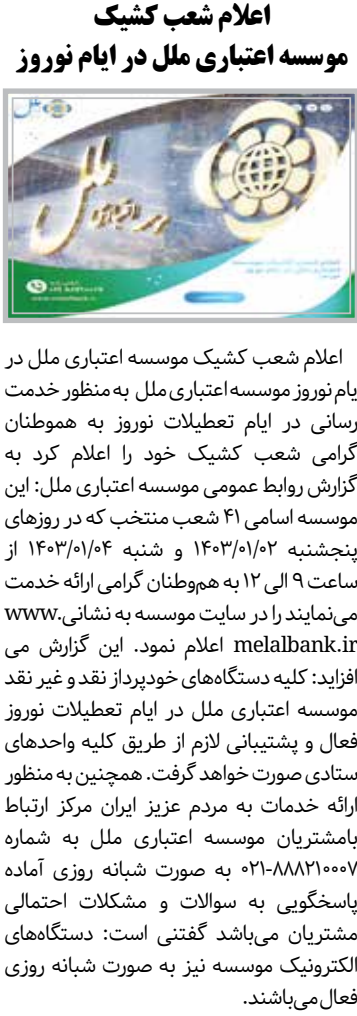 اعلام شعب کشیک
موسسه اعتباری ملل در ایام نوروز
ملل
اعتباری ملل
اعلام شعب کشیک موسسه اعتباری ملل در
یام نوروز موسسه اعتباری ملل به منظور خدمت
رسانی در ایام تعطیلات نوروز به هموطنان
گرامی شعب کشیک خود را اعلام کرد به
گزارش روابط عمومی موسسه اعتباری ملل: این
موسسه اسامی ۴۱ شعب منتخب که در روزهای
پنجشنبه ۱۴۰۳/۰۱/۰۲ و شنبه ۱۴۰۳/۰۱/۰۴ از
ساعت ۹ الی ۱۲ به هم‌وطنان گرامی ارائه خدمت
می‌نمایند را در سایت موسسه به نشانی.www
melalbank.ir اعلام نمود. این گزارش می
افزاید: کلیه دستگاه‌های خودپرداز نقد و غیر نقد
موسسه اعتباری ملل در ایام تعطیلات نوروز
فعال و پشتیبانی لازم از طریق کلیه واحدهای
ستادی صورت خواهد گرفت. همچنین به منظور
ارائه خدمات به مردم عزیز ایران مرکز ارتباط
بامشتریان موسسه اعتباری ملل به شماره
۰۲۱-۸۸۸۲۱۰۰۰۷ به صورت شبانه روزی آماده
پاسخگویی به سوالات و مشکلات احتمالی
مشتریان می‌باشد گفتنی است: دستگاه‌های
الکترونیک موسسه نیز به صورت شبانه روزی
فعال می‌باشند.